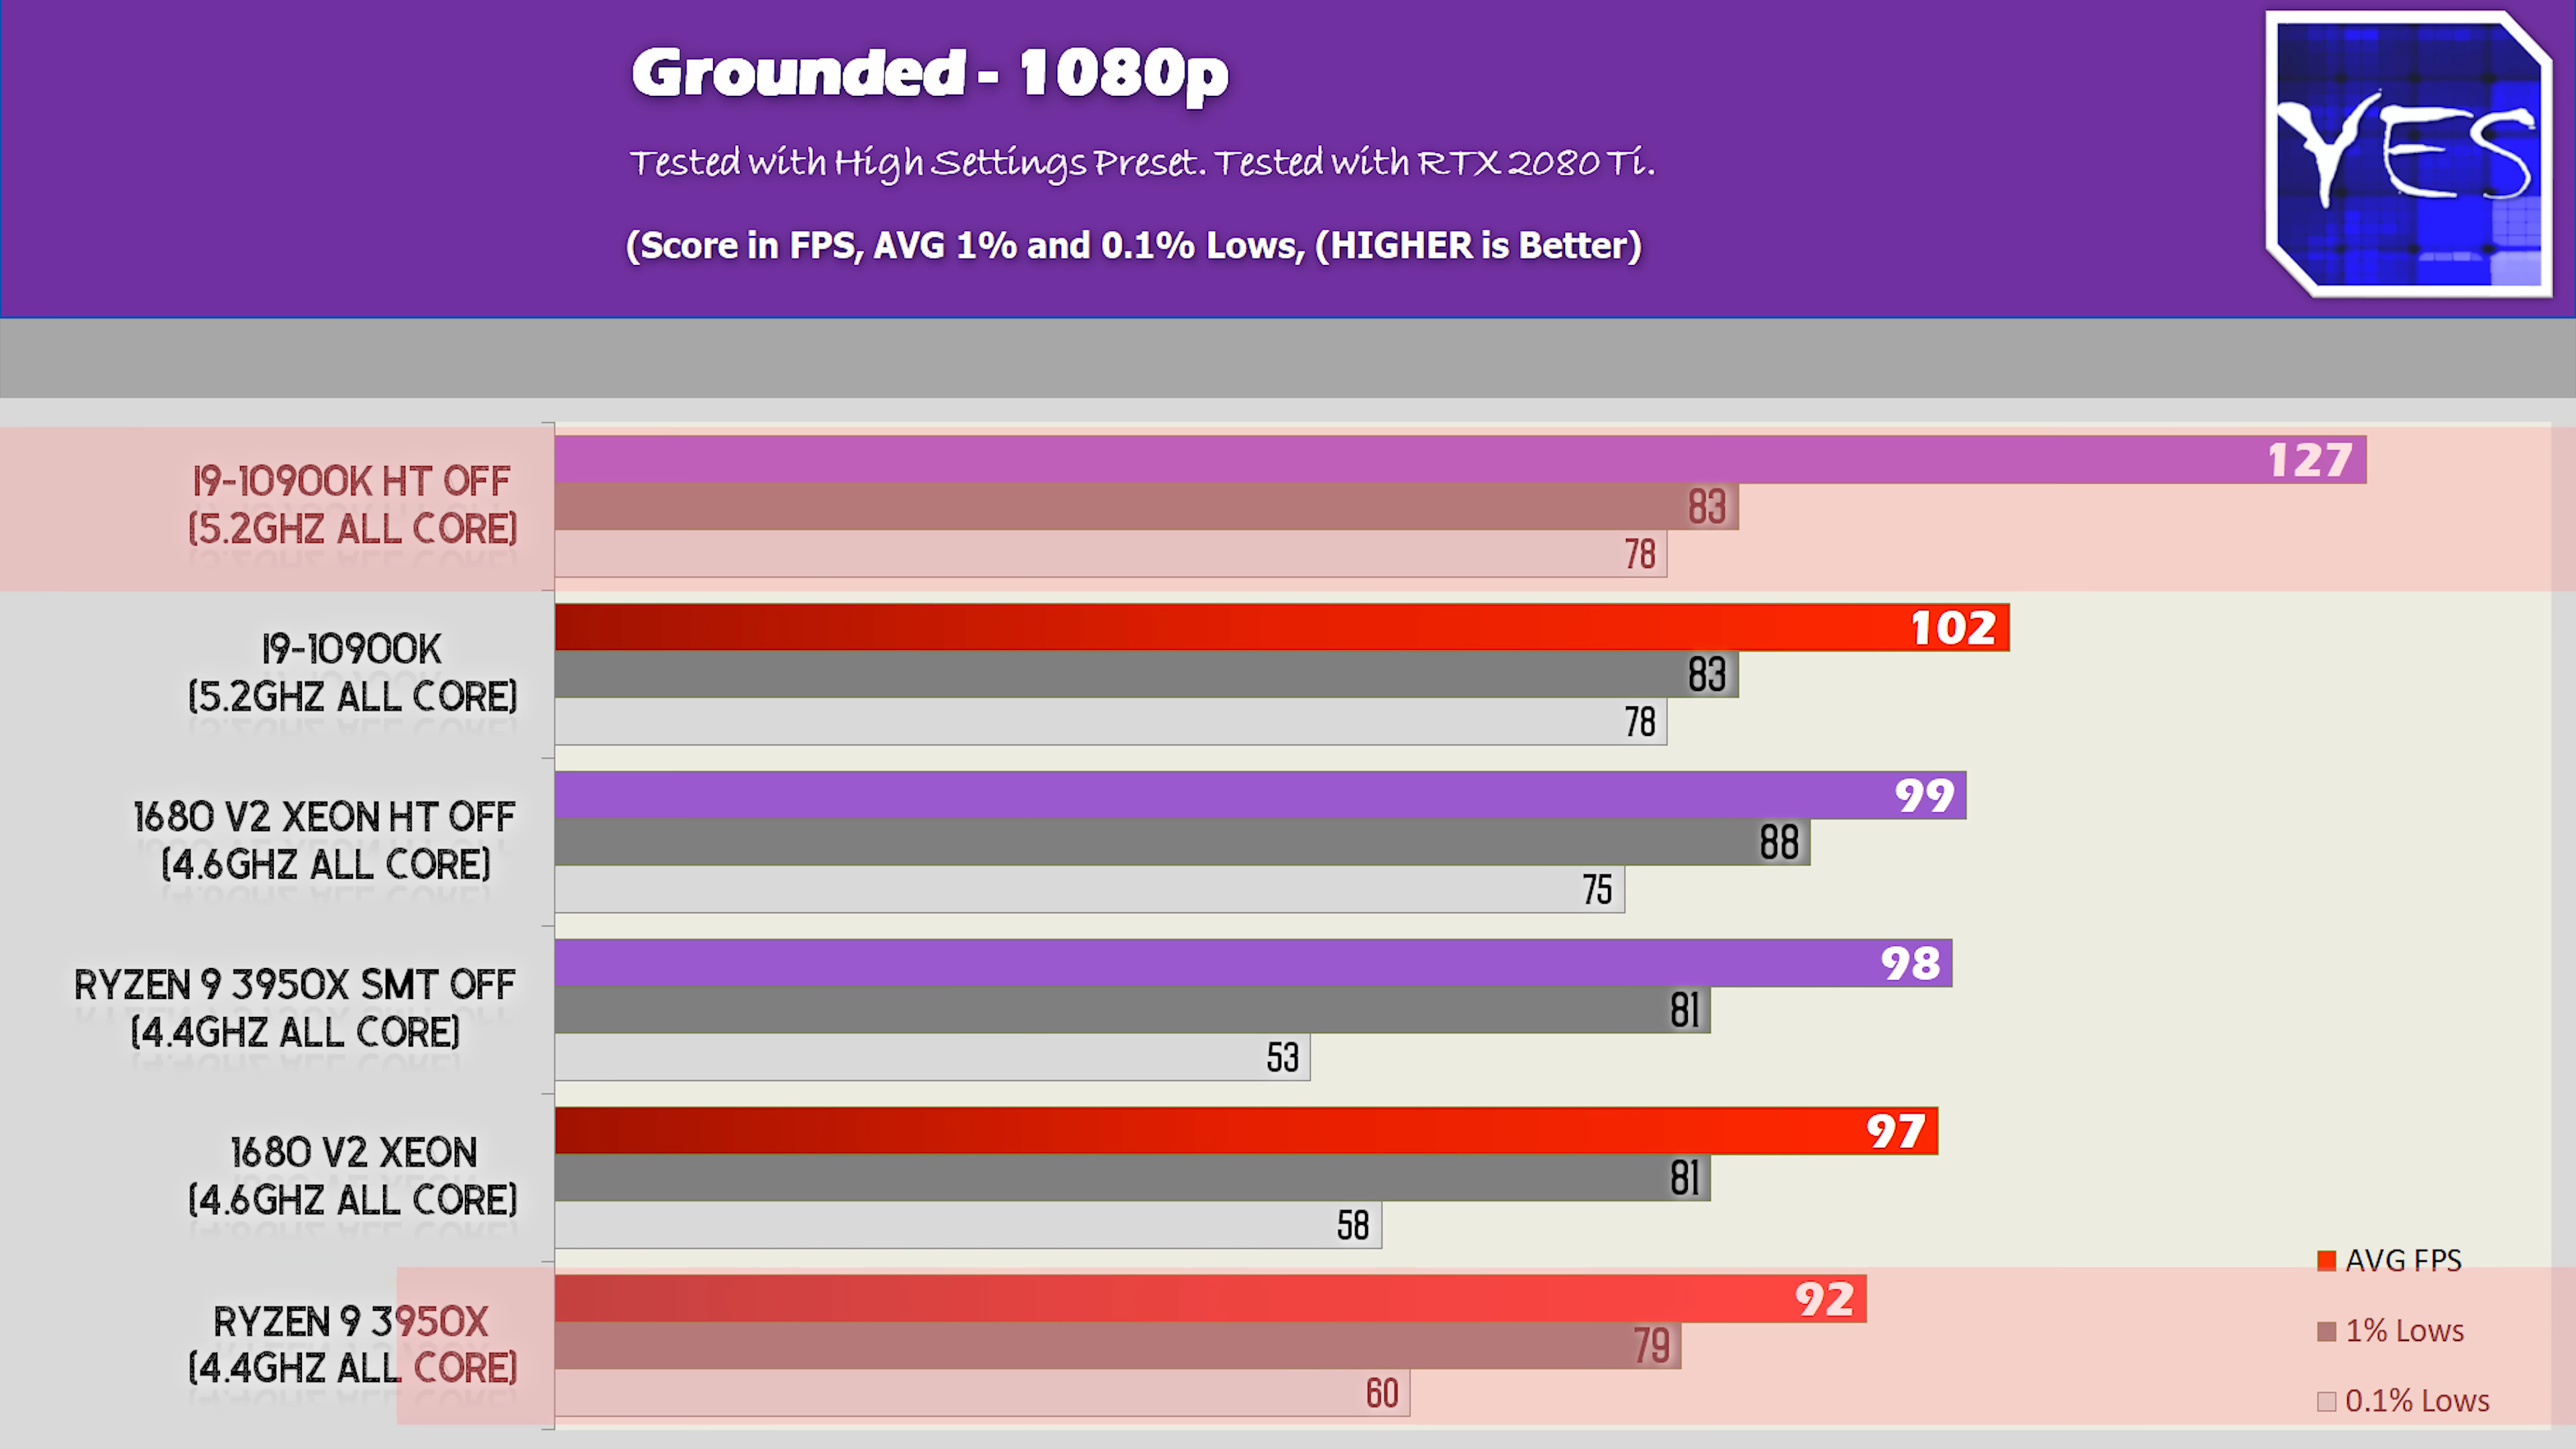 Grounded - 1080p
YES
Tested with High Settings Preset. Tested with RTX 2080 Ti.
(Score in FPS, AVG 1% and 0.1% Lows, (HIGHER is Better)
I9-10900K HT OFF
(5.2GHZ ALL CORE)
127
83
78
I9-10900K
(5.2GHZ ALL CORE)
102
83
78
1680 V2 XEON HT OFF
(4.6GHZ ALL CORE)
99
88
75
RYZEN 9 3950X SMT OFF
(4.4GHZ ALL CORE)
98
81
53
1680 V2 XEON
(4.6GHZ ALL CORE)
97
81
58
RYZEN 9 3950X
(4.4GHZ ALL CORE)
92
79
60
AVG FPS
1% Lows
0.1% Lows